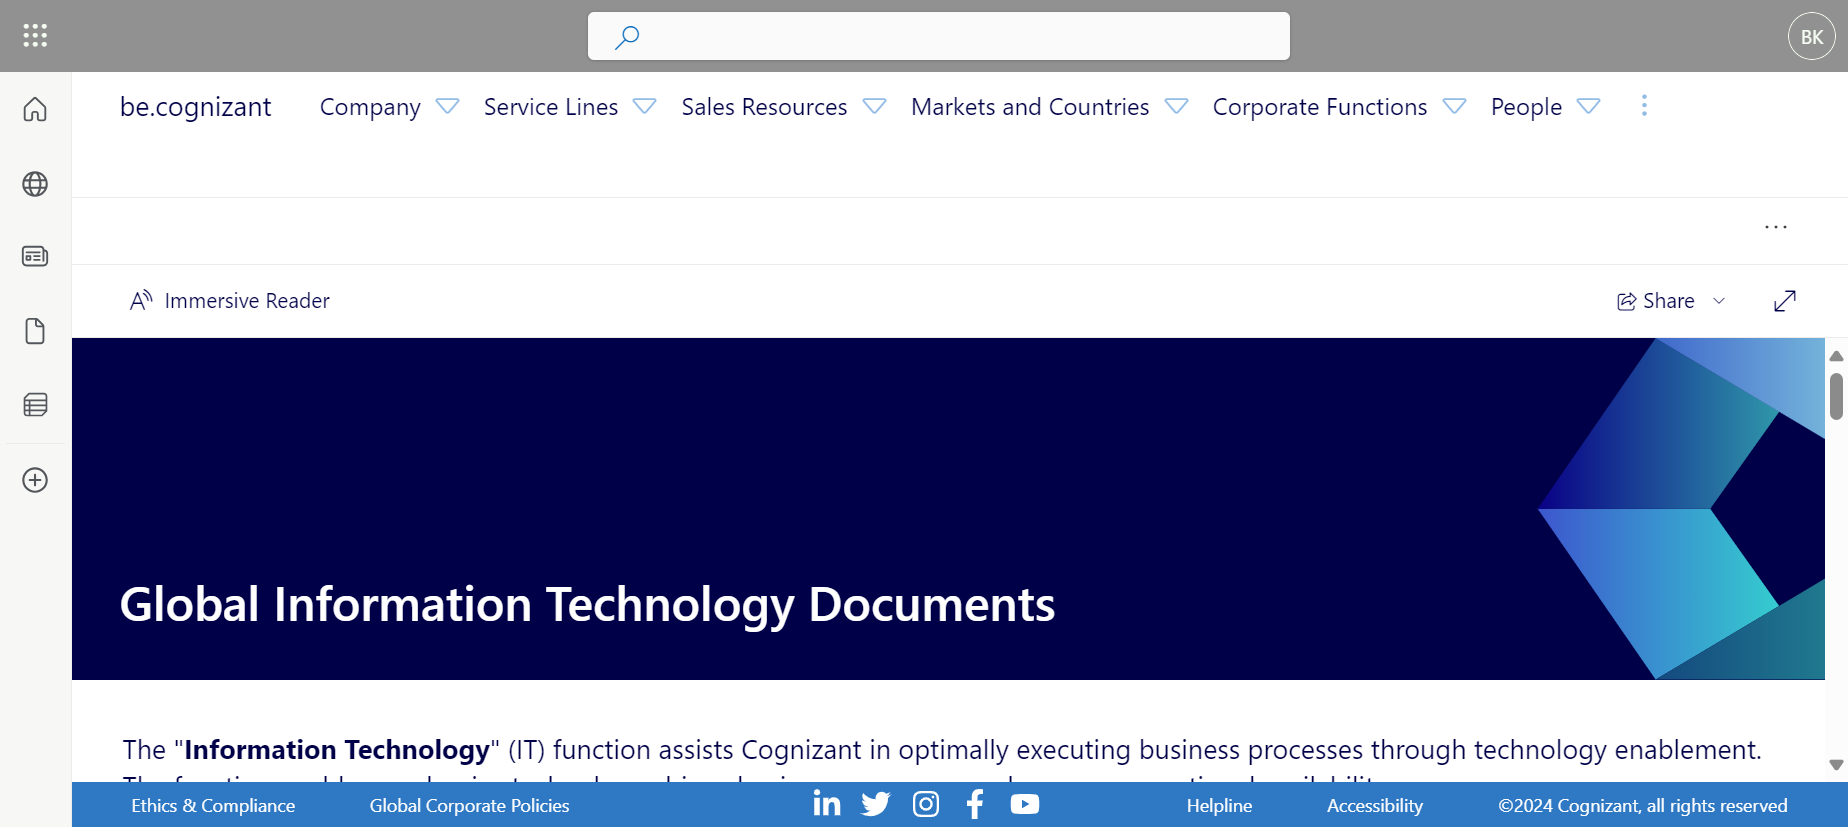 BK
be.cognizant
Company
Service Lines
Sales Resources
Markets and Countries
Corporate Functions
People
Immersive Reader
Share
Global Information Technology Documents
The "Information Technology" (IT) function assists Cognizant in optimally executing business processes through technology enablement.
Ethics & Compliance
Global Corporate Policies
Helpline
Accessibility
©2024 Cognizant, all rights reserved